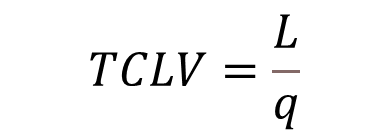 TCLV = L/q